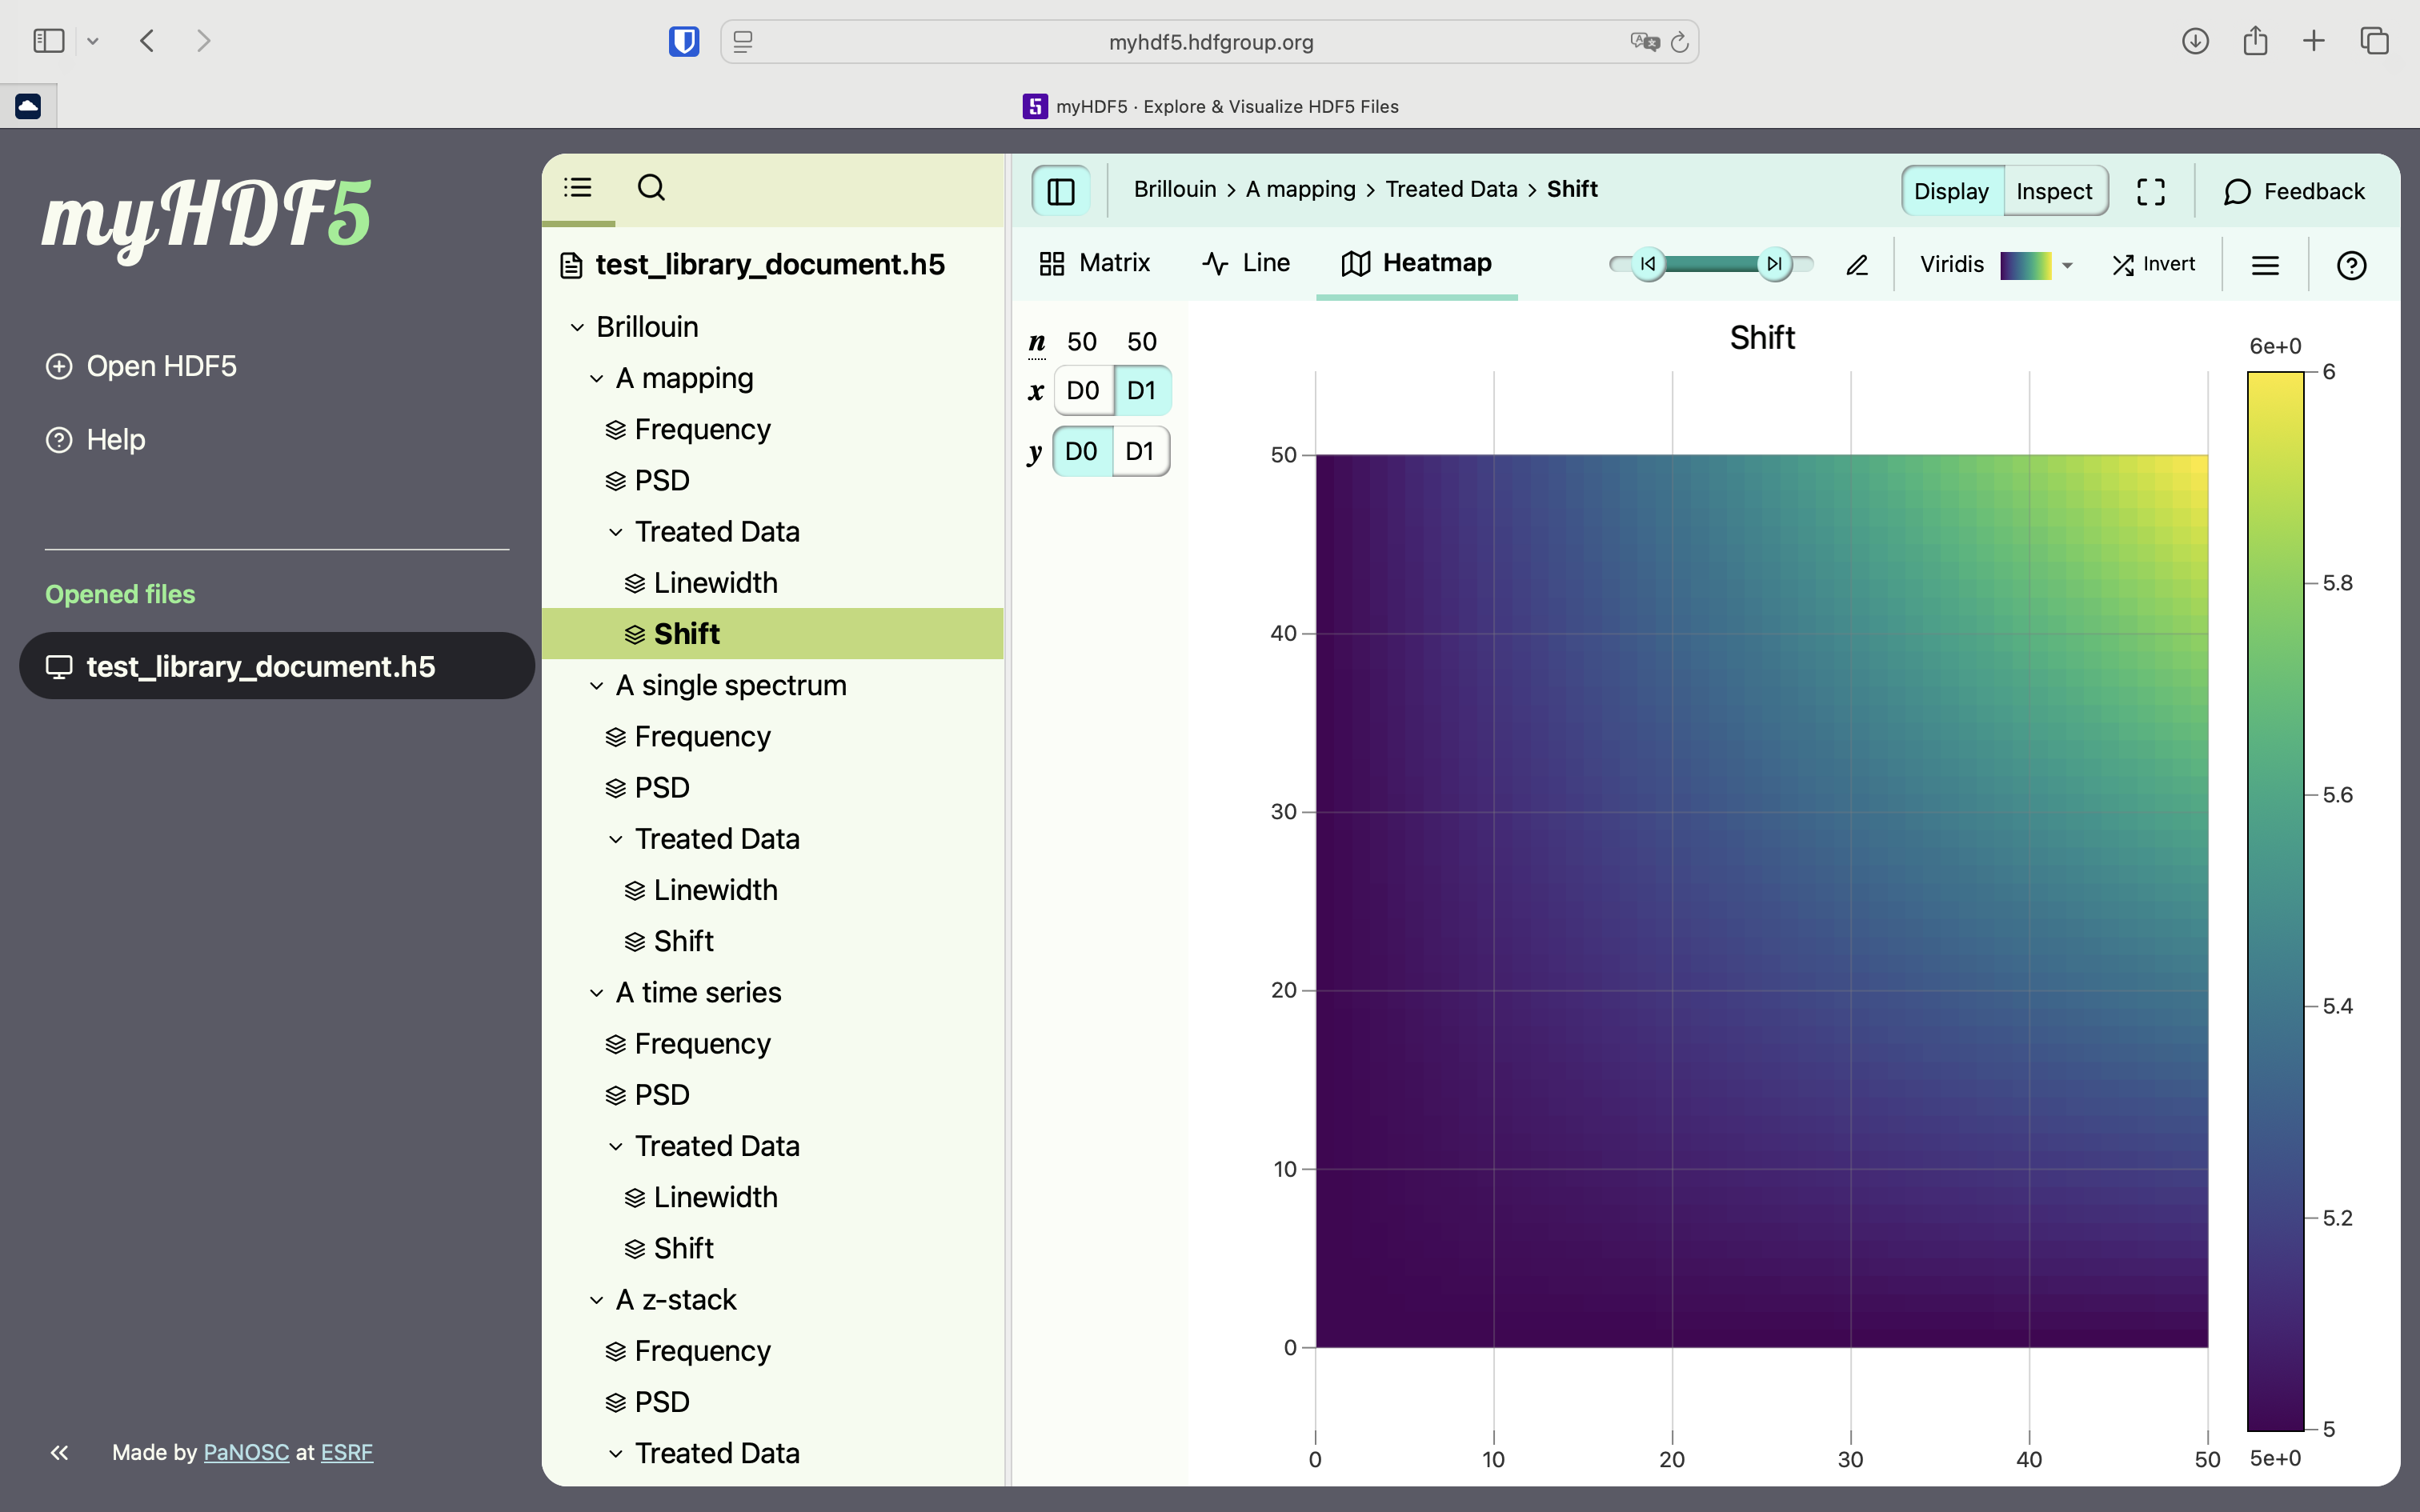 myhdf5.hdfgroup.org
myHDF5 · Explore & Visualize HDF5 Files
myHDF5
Open HDF5
Help
Opened files
test_library_document.h5
Made by PaNOSC at ESRF
test_library_document.h5
Brillouin
A mapping
Frequency
PSD
Treated Data
Linewidth
Shift
A single spectrum
Frequency
PSD
Treated Data
Linewidth
Shift
A time series
Frequency
PSD
Treated Data
Linewidth
Shift
A z-stack
Frequency
PSD
Treated Data
Brillouin › A mapping › Treated Data › Shift
Display Inspect
Feedback
Matrix Line Heatmap
Viridis
Invert
n 50 50
x D0 D1
y D0 D1
Shift
50
40
30
20
10
0
0 10 20 30 40 50
6e+0
6
5.8
5.6
5.4
5.2
5
5e+0